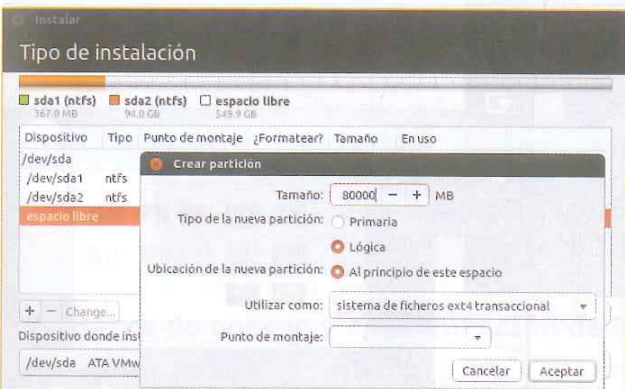 Instalar
Tipo de instalación
sda1 (ntfs) sda2 (ntfs) espacio libre
367.0 MB 94.0 GB 549.9 GB
Dispositivo Tipo Punto de montaje ¿Formatear? Tamaño En uso
/dev/sda
Crear partición
/dev/sda1 ntfs
Tamaño: 80000 − + MB
/dev/sda2 ntfs
Tipo de la nueva partición: Primaria
espacio libre
Lógica
Ubicación de la nueva partición: Al principio de este espacio
Utilizar como: sistema de ficheros ext4 transaccional
+ − Change...
Dispositivo donde inst
Punto de montaje:
/dev/sda ATA VMw
Cancelar Aceptar